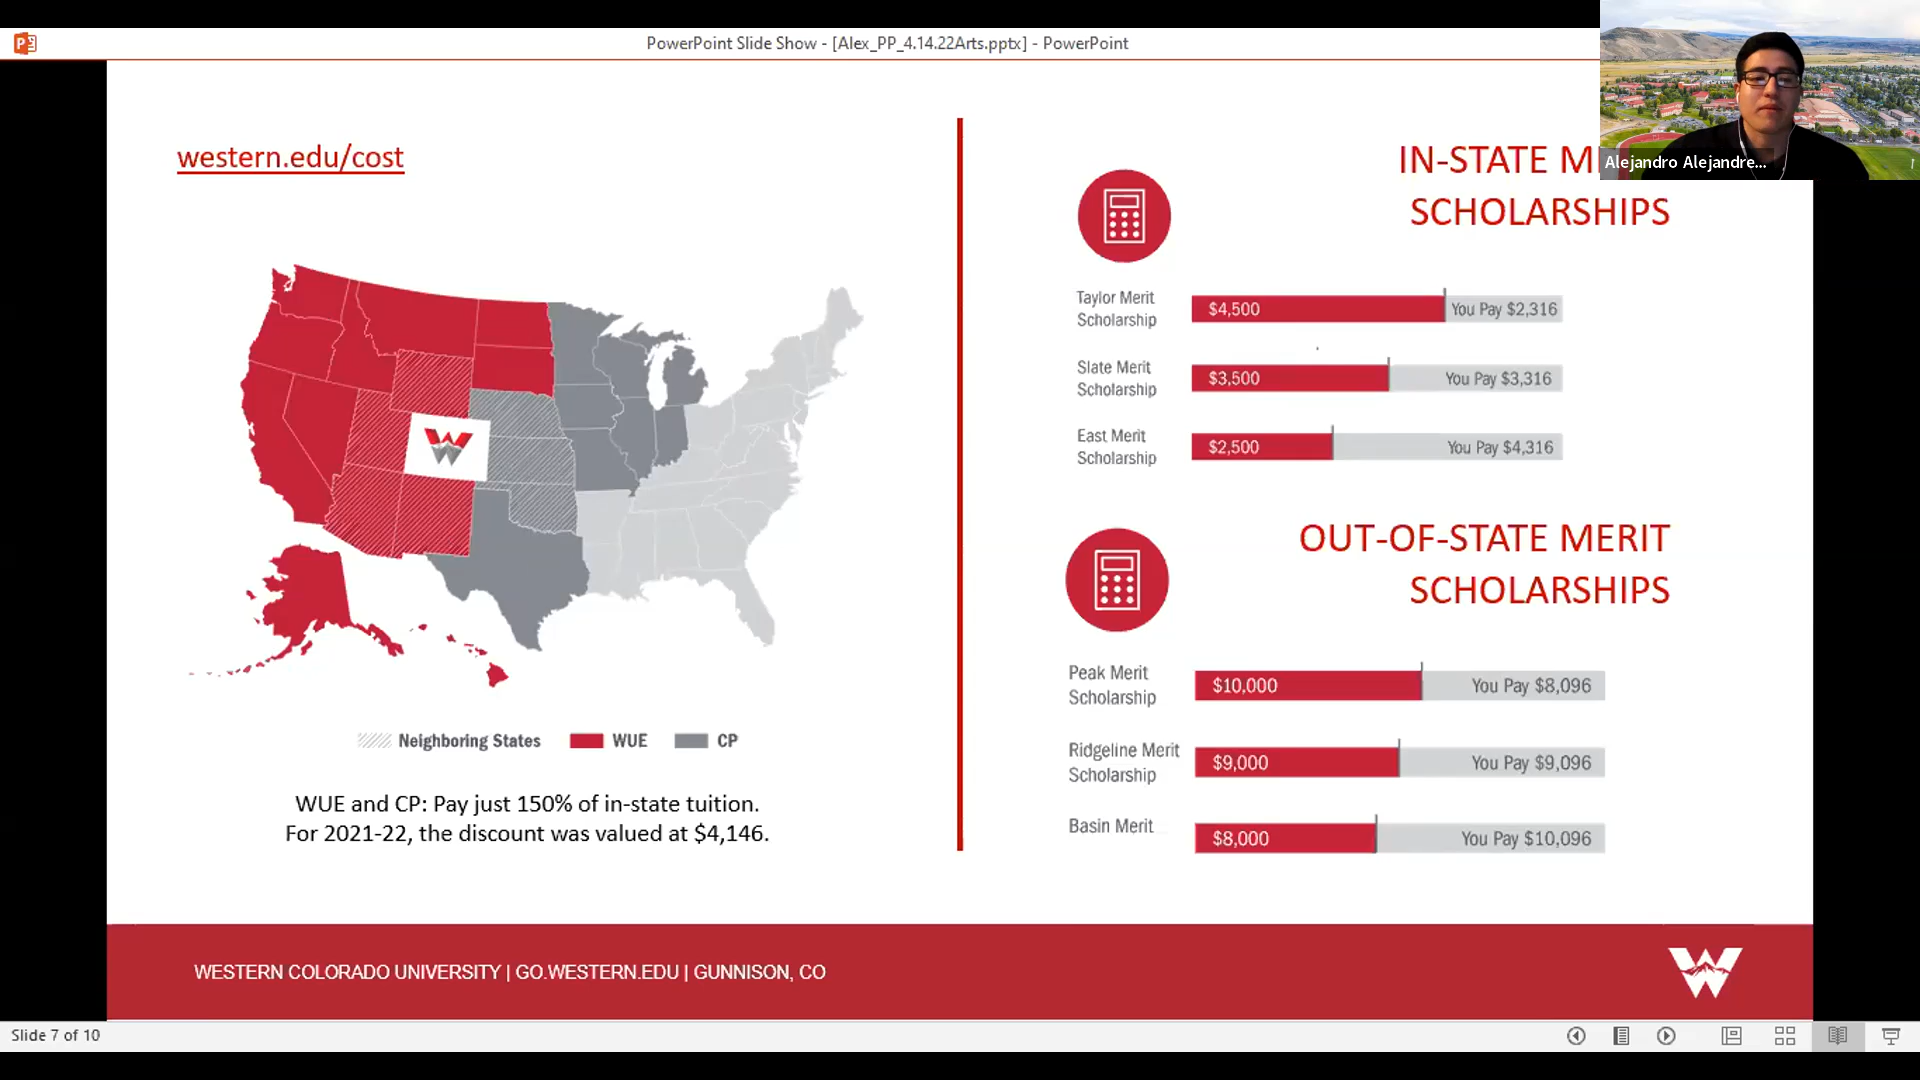 PowerPoint Slide Show - [Alex_PP_4.14.22Arts.pptx] - PowerPoint
Alejandro Alejandre...
western.edu/cost
Neighboring States
WUE
CP
WUE and CP: Pay just 150% of in-state tuition.
For 2021-22, the discount was valued at $4,146.
IN-STATE M
SCHOLARSHIPS
Taylor Merit
Scholarship
$4,500
You Pay $2,316
Slate Merit
Scholarship
$3,500
You Pay $3,316
East Merit
Scholarship
$2,500
You Pay $4,316
OUT-OF-STATE MERIT
SCHOLARSHIPS
Peak Merit
Scholarship
$10,000
You Pay $8,096
Ridgeline Merit
Scholarship
$9,000
You Pay $9,096
Basin Merit
$8,000
You Pay $10,096
WESTERN COLORADO UNIVERSITY | GO.WESTERN.EDU | GUNNISON, CO
Slide 7 of 10